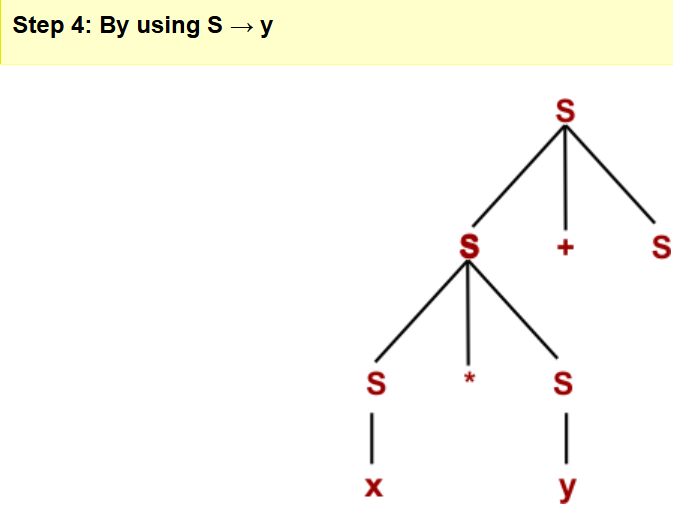 Step 4: By using S → y
S
S + S
S * S
x y